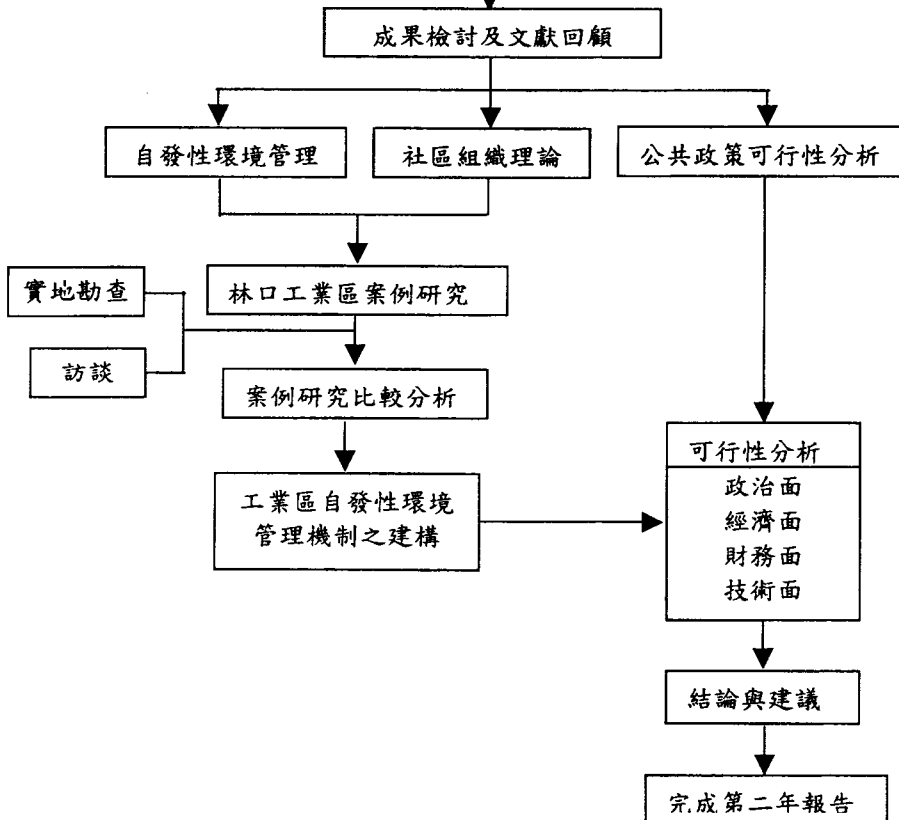 成果檢討及文獻回顧
自發性環境管理
社區組織理論
公共政策可行性分析
實地勘查
林口工業區案例研究
訪談
案例研究比較分析
工業區自發性環境
管理機制之建構
可行性分析
政治面
經濟面
財務面
技術面
結論與建議
完成第二年報告